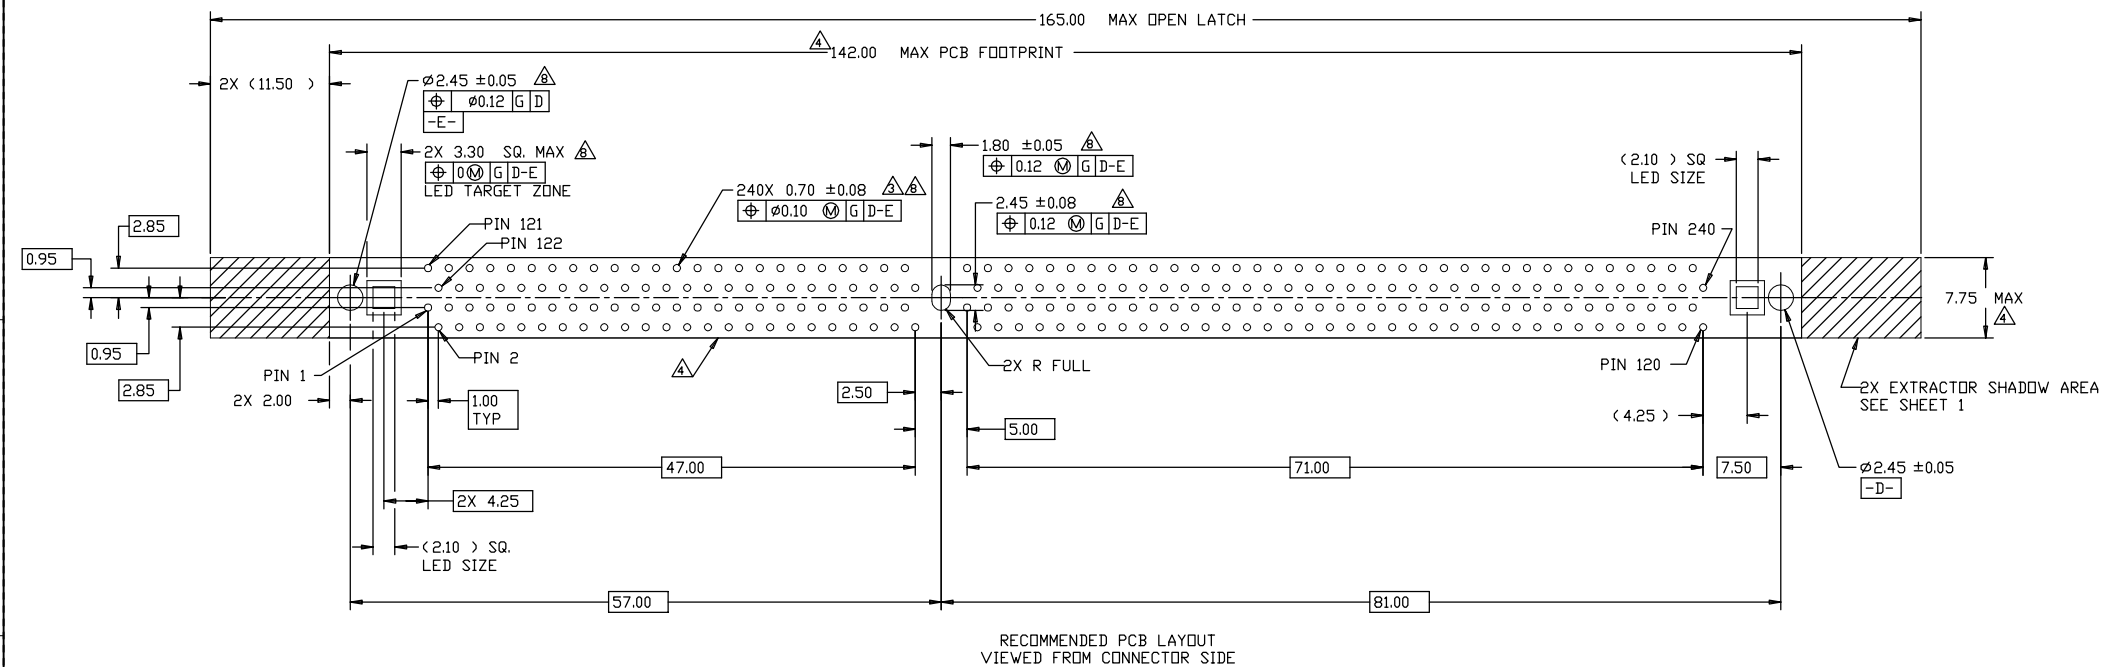 165.00 MAX OPEN LATCH
4
142.00 MAX PCB FOOTPRINT
2X (11.50 )
⌀2.45 ±0.05 8
⌖ ⌀0.12 G D
-E-
2X 3.30 SQ. MAX 8
⌖ 0 Ⓜ G D-E
LED TARGET ZONE
1.80 ±0.05 8
⌖ 0.12 Ⓜ G D-E
(2.10 ) SQ
LED SIZE
240X 0.70 ±0.08 3 8
⌖ ⌀0.10 Ⓜ G D-E
2.45 ±0.08 8
⌖ 0.12 Ⓜ G D-E
2.85
PIN 121
PIN 122
PIN 240
0.95
7.75 MAX
4
0.95
PIN 2
PIN 1
4
2X R FULL
PIN 120
2.85
2X 2.00
1.00
TYP
2.50
2X EXTRACTOR SHADOW AREA
SEE SHEET 1
(4.25 )
5.00
47.00
71.00
7.50
⌀2.45 ±0.05
-D-
2X 4.25
(2.10 ) SQ.
LED SIZE
57.00
81.00
RECOMMENDED PCB LAYOUT
VIEWED FROM CONNECTOR SIDE